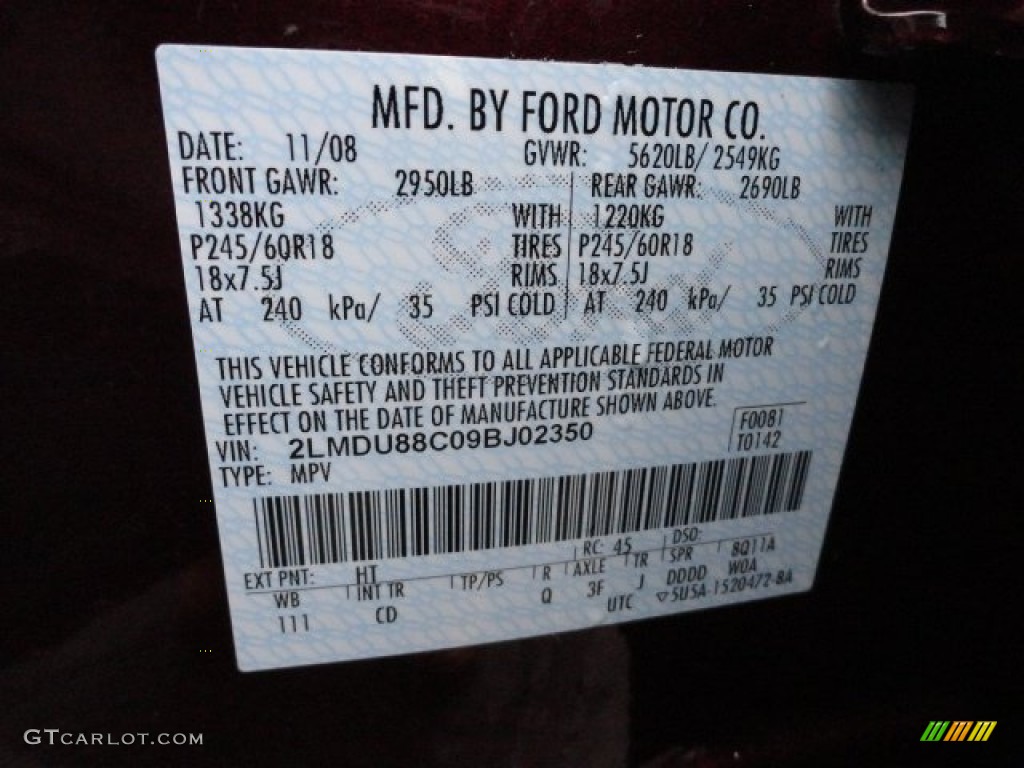 MFD. BY FORD MOTOR CO.
DATE: 11/08 GVWR: 5620LB/ 2549KG
FRONT GAWR: 2950LB REAR GAWR: 2690LB
1338KG WITH 1220KG WITH
P245/60R18 TIRES P245/60R18 TIRES
18x7.5J RIMS 18x7.5J RIMS
AT 240 kPa/ 35 PSI COLD AT 240 kPa/ 35 PSI COLD
THIS VEHICLE CONFORMS TO ALL APPLICABLE FEDERAL MOTOR
VEHICLE SAFETY AND THEFT PREVENTION STANDARDS IN
EFFECT ON THE DATE OF MANUFACTURE SHOWN ABOVE.
VIN: 2LMDU88C09BJ02350 F0081
TYPE: MPV T0142
EXT PNT: HT RC: 45 DSO:
WB INT TR TP/PS R AXLE TR SPR 8Q11A
111 CD Q 3F J DDDD WOA
UTC ▽5U5A-1520472-BA
GTCARLOT.COM